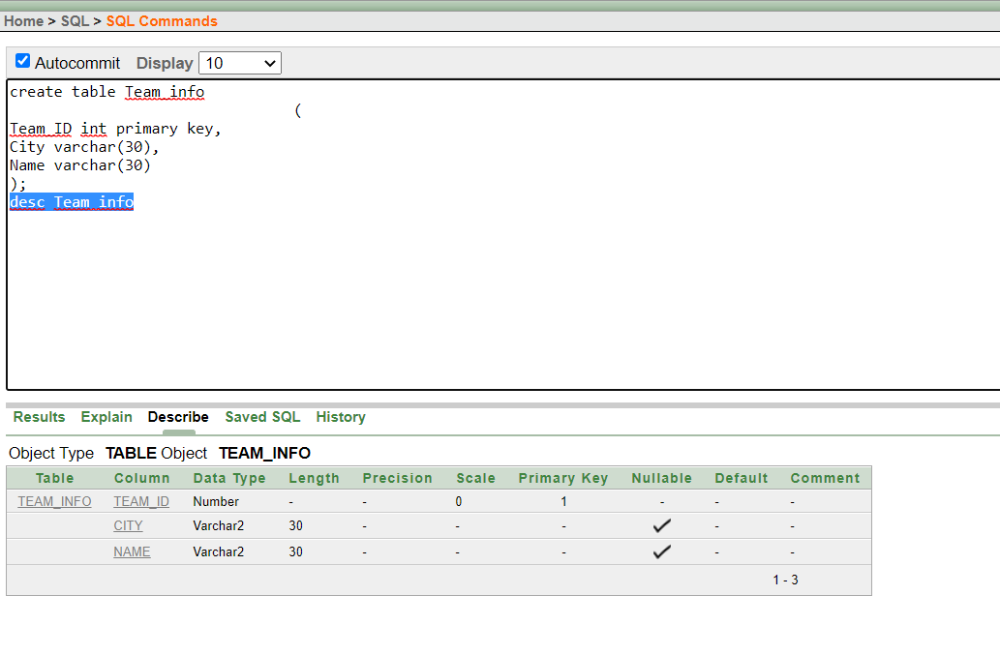 Home > SQL > SQL Commands
Autocommit Display 10
create table Team_info
(
Team_ID int primary key,
City varchar(30),
Name varchar(30)
);
desc Team_info
Results Explain Describe Saved SQL History
Object Type TABLE Object TEAM_INFO
Table Column Data Type Length Precision Scale Primary Key Nullable Default Comment
TEAM_INFO TEAM_ID Number - - 0 1 - - -
CITY Varchar2 30 - - - ✓ - -
NAME Varchar2 30 - - - ✓ - -
1 - 3